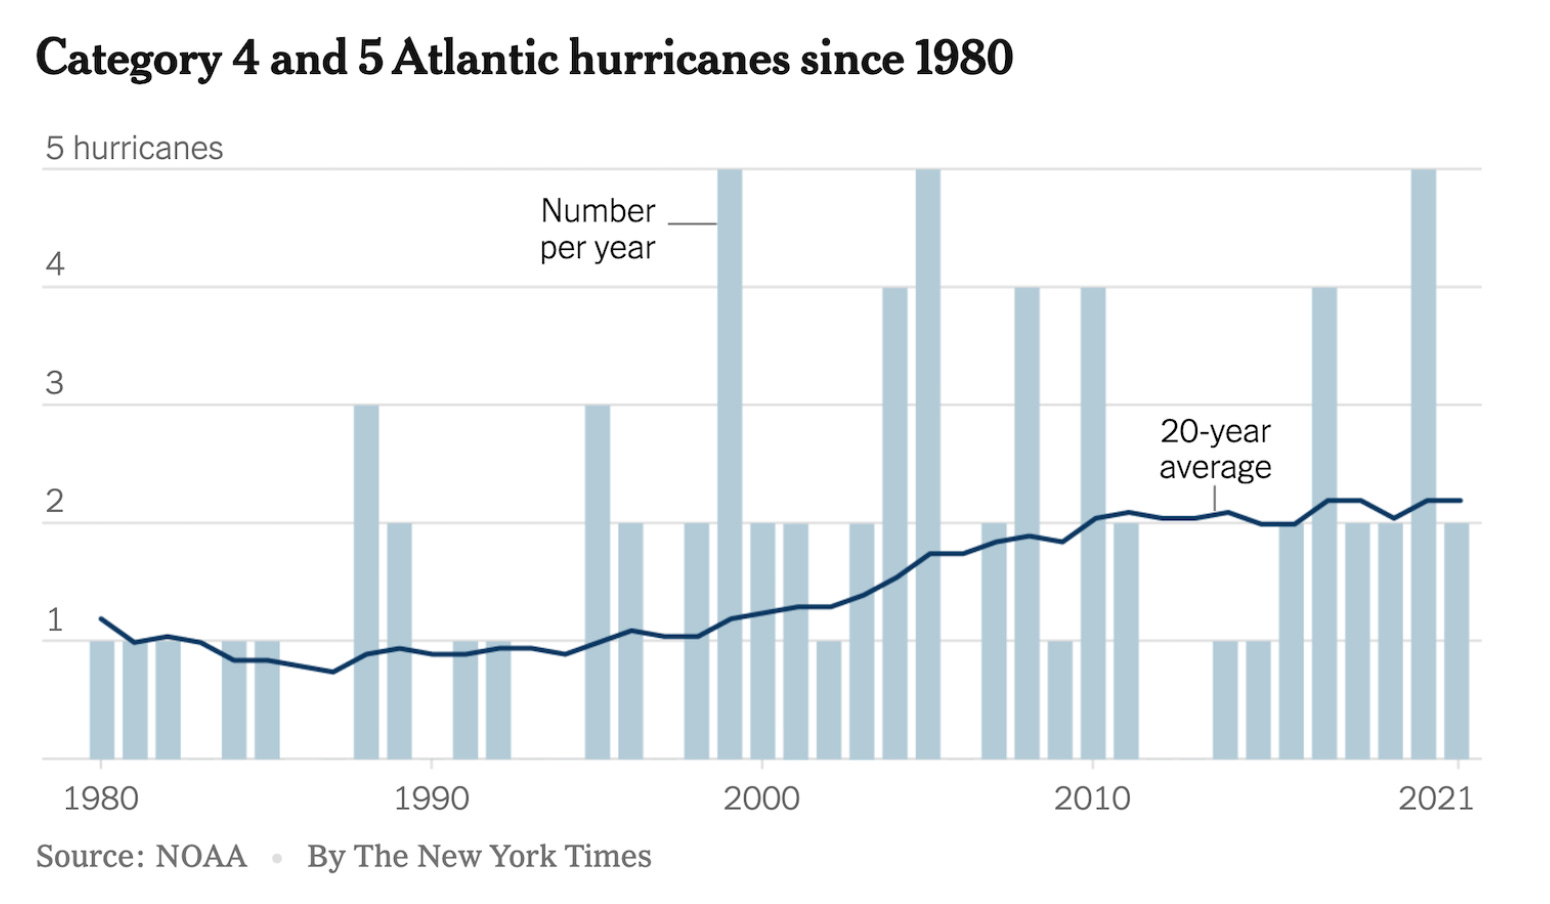 Category 4 and 5 Atlantic hurricanes since 1980
5 hurricanes
Number
per year
4
3
20-year
average
2
1
1980 1990 2000 2010 2021
Source: NOAA • By The New York Times